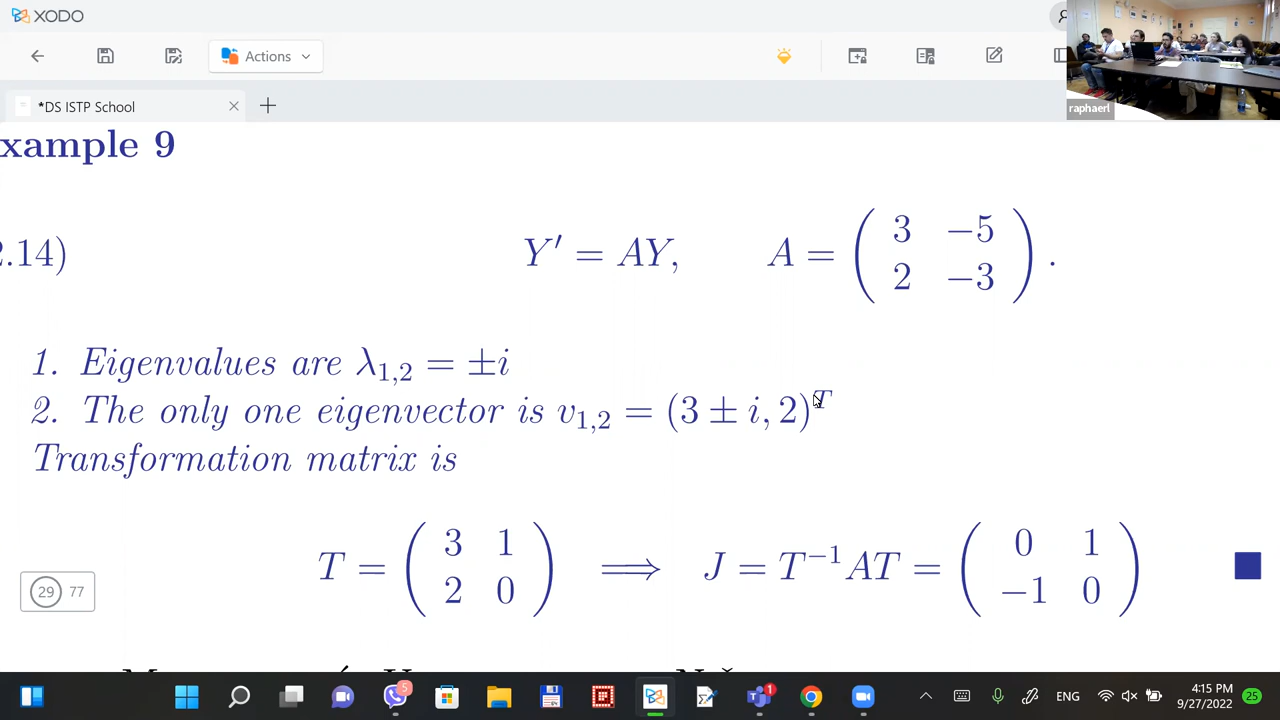 XODO
Actions
raphaerl
*DS ISTP School
xample 9
2.14) Y′ = AY, A = ( 3 −5
2 −3 ) .
1. Eigenvalues are λ1,2 = ±i
2. The only one eigenvector is v1,2 = (3 ± i, 2)T
Transformation matrix is
T = ( 3 1
2 0 ) ⟹ J = T−1AT = ( 0 1
−1 0 ) ■
29 77
5
1
ENG
4:15 PM
9/27/2022
25